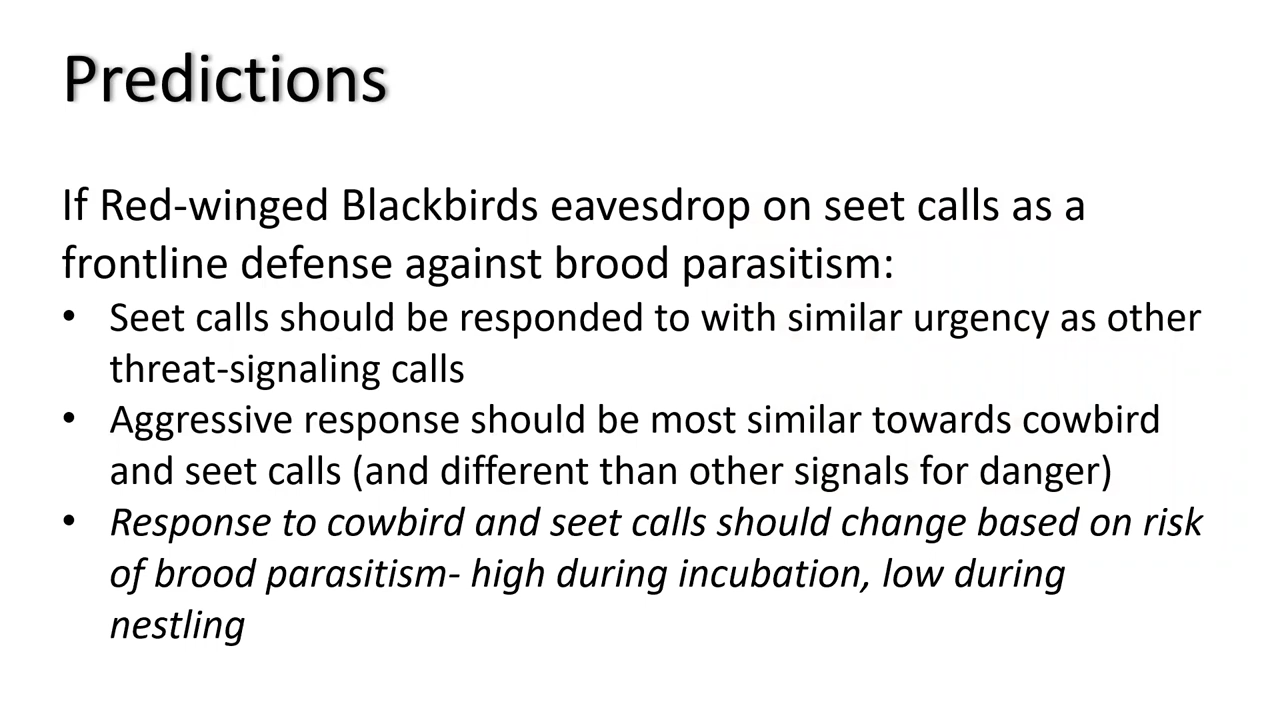 Predictions
If Red-winged Blackbirds eavesdrop on seet calls as a
frontline defense against brood parasitism:
• Seet calls should be responded to with similar urgency as other
threat-signaling calls
• Aggressive response should be most similar towards cowbird
and seet calls (and different than other signals for danger)
• Response to cowbird and seet calls should change based on risk
of brood parasitism- high during incubation, low during
nestling